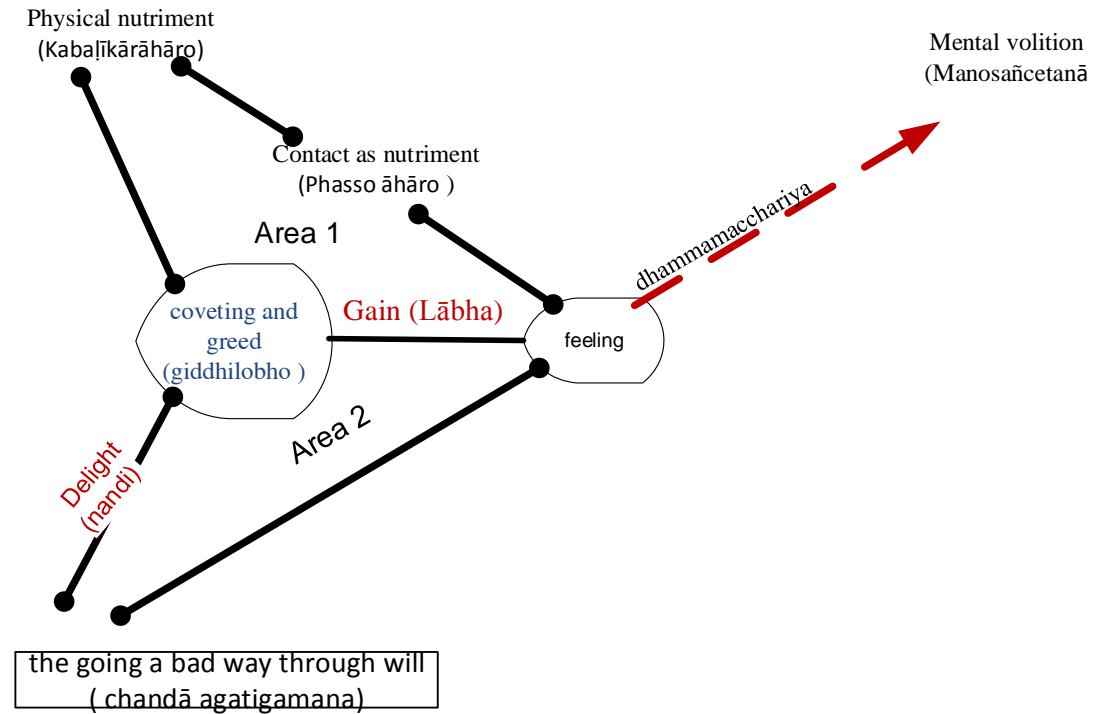 Physical nutriment
(Kabaḷīkārāhāro)
Mental volition
(Manosañcetanā
Contact as nutriment
(Phasso āhāro )
dhammamacchariya
Area 1
coveting and
greed
(giddhilobho )
Gain (Lābha)
feeling
Area 2
Delight
(nandi)
the going a bad way through will
( chandā agatigamana)